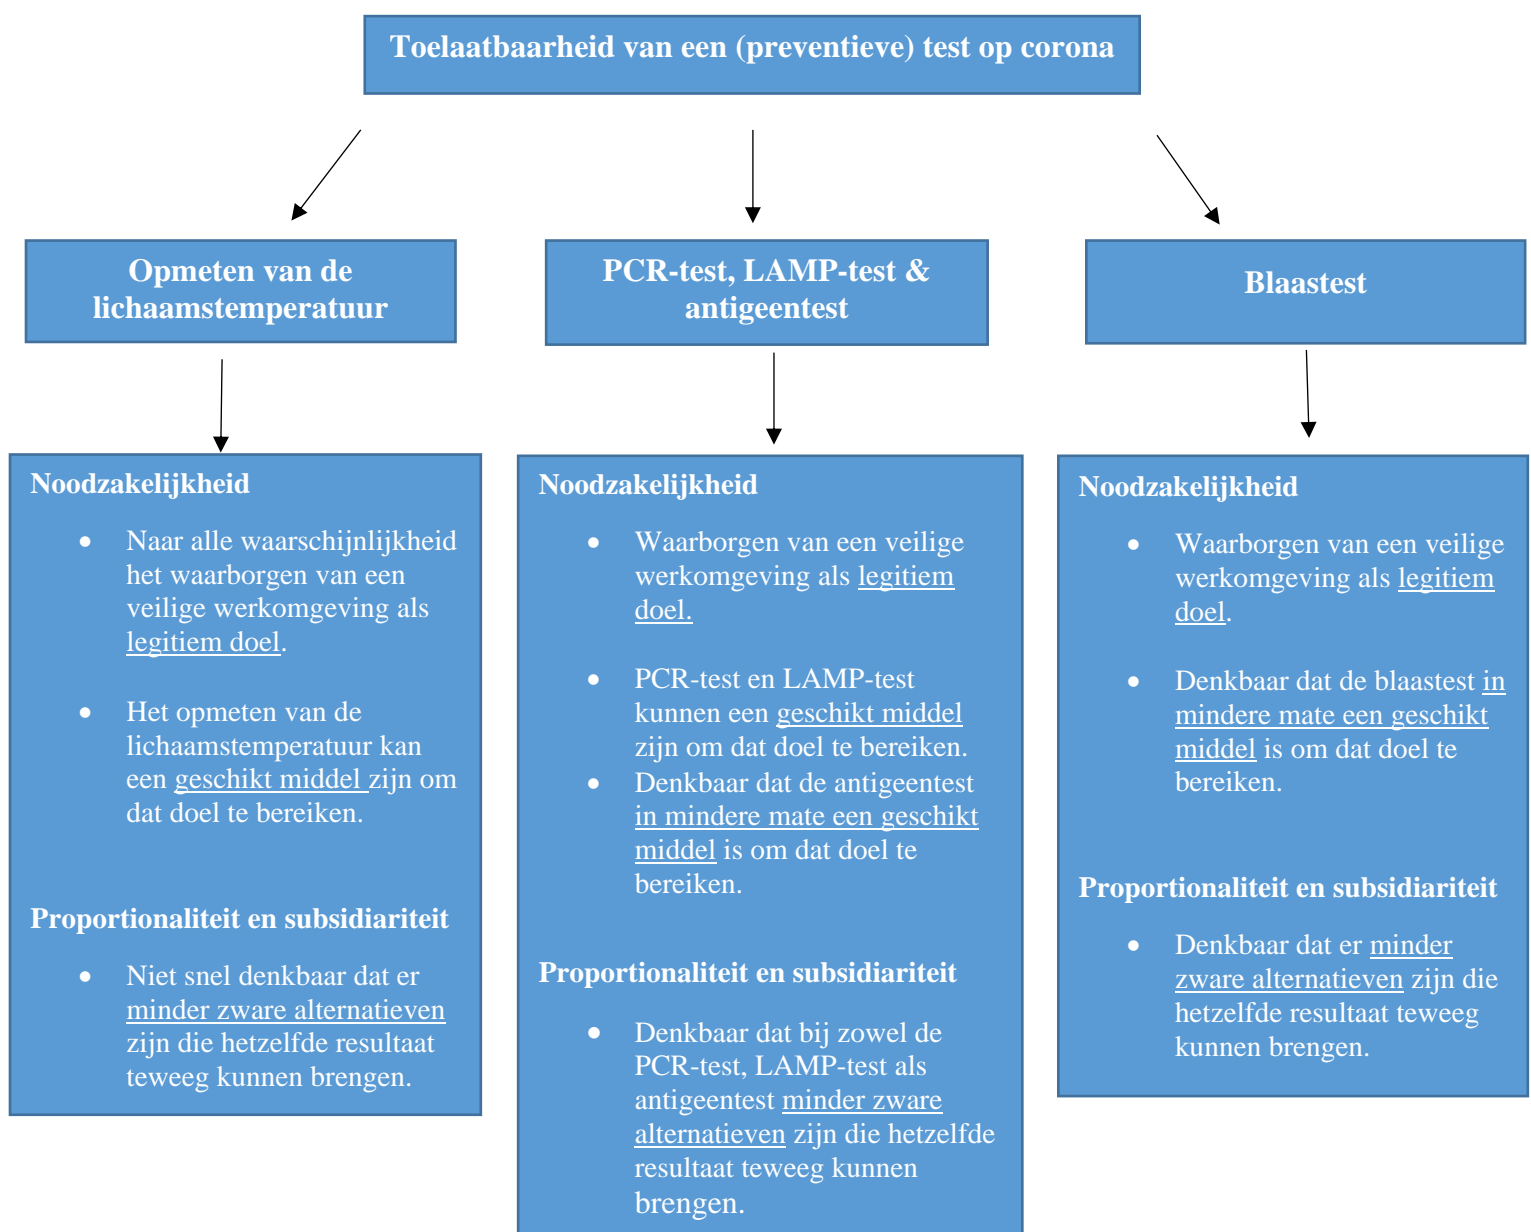 Toelaatbaarheid van een (preventieve) test op corona
Opmeten van de
lichaamstemperatuur
PCR-test, LAMP-test &
antigeentest
Blaastest
Noodzakelijkheid
• Naar alle waarschijnlijkheid
het waarborgen van een
veilige werkomgeving als
legitiem doel.
• Het opmeten van de
lichaamstemperatuur kan
een geschikt middel zijn om
dat doel te bereiken.
Proportionaliteit en subsidiariteit
• Niet snel denkbaar dat er
minder zware alternatieven
zijn die hetzelfde resultaat
teweeg kunnen brengen.
Noodzakelijkheid
• Waarborgen van een veilige
werkomgeving als legitiem
doel.
• PCR-test en LAMP-test
kunnen een geschikt middel
zijn om dat doel te bereiken.
• Denkbaar dat de antigeentest
in mindere mate een geschikt
middel is om dat doel te
bereiken.
Proportionaliteit en subsidiariteit
• Denkbaar dat bij zowel de
PCR-test, LAMP-test als
antigeentest minder zware
alternatieven zijn die hetzelfde
resultaat teweeg kunnen
brengen.
Noodzakelijkheid
• Waarborgen van een veilige
werkomgeving als legitiem
doel.
• Denkbaar dat de blaastest in
mindere mate een geschikt
middel is om dat doel te
bereiken.
Proportionaliteit en subsidiariteit
• Denkbaar dat er minder
zware alternatieven zijn die
hetzelfde resultaat teweeg
kunnen brengen.